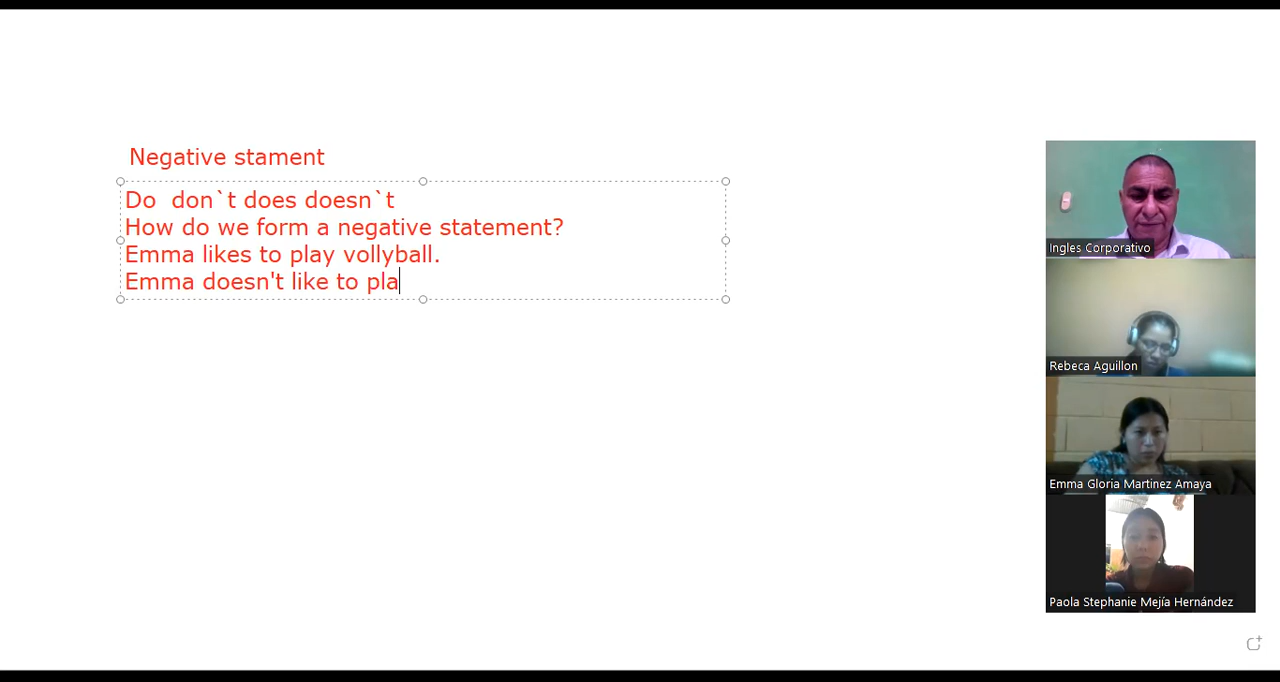 Negative stament
Do  don`t does doesn`t
How do we form a negative statement?
Emma likes to play vollyball.
Emma doesn't like to pla
Ingles Corporativo
Rebeca Aguillon
Emma Gloria Martinez Amaya
Paola Stephanie Mejía Hernández